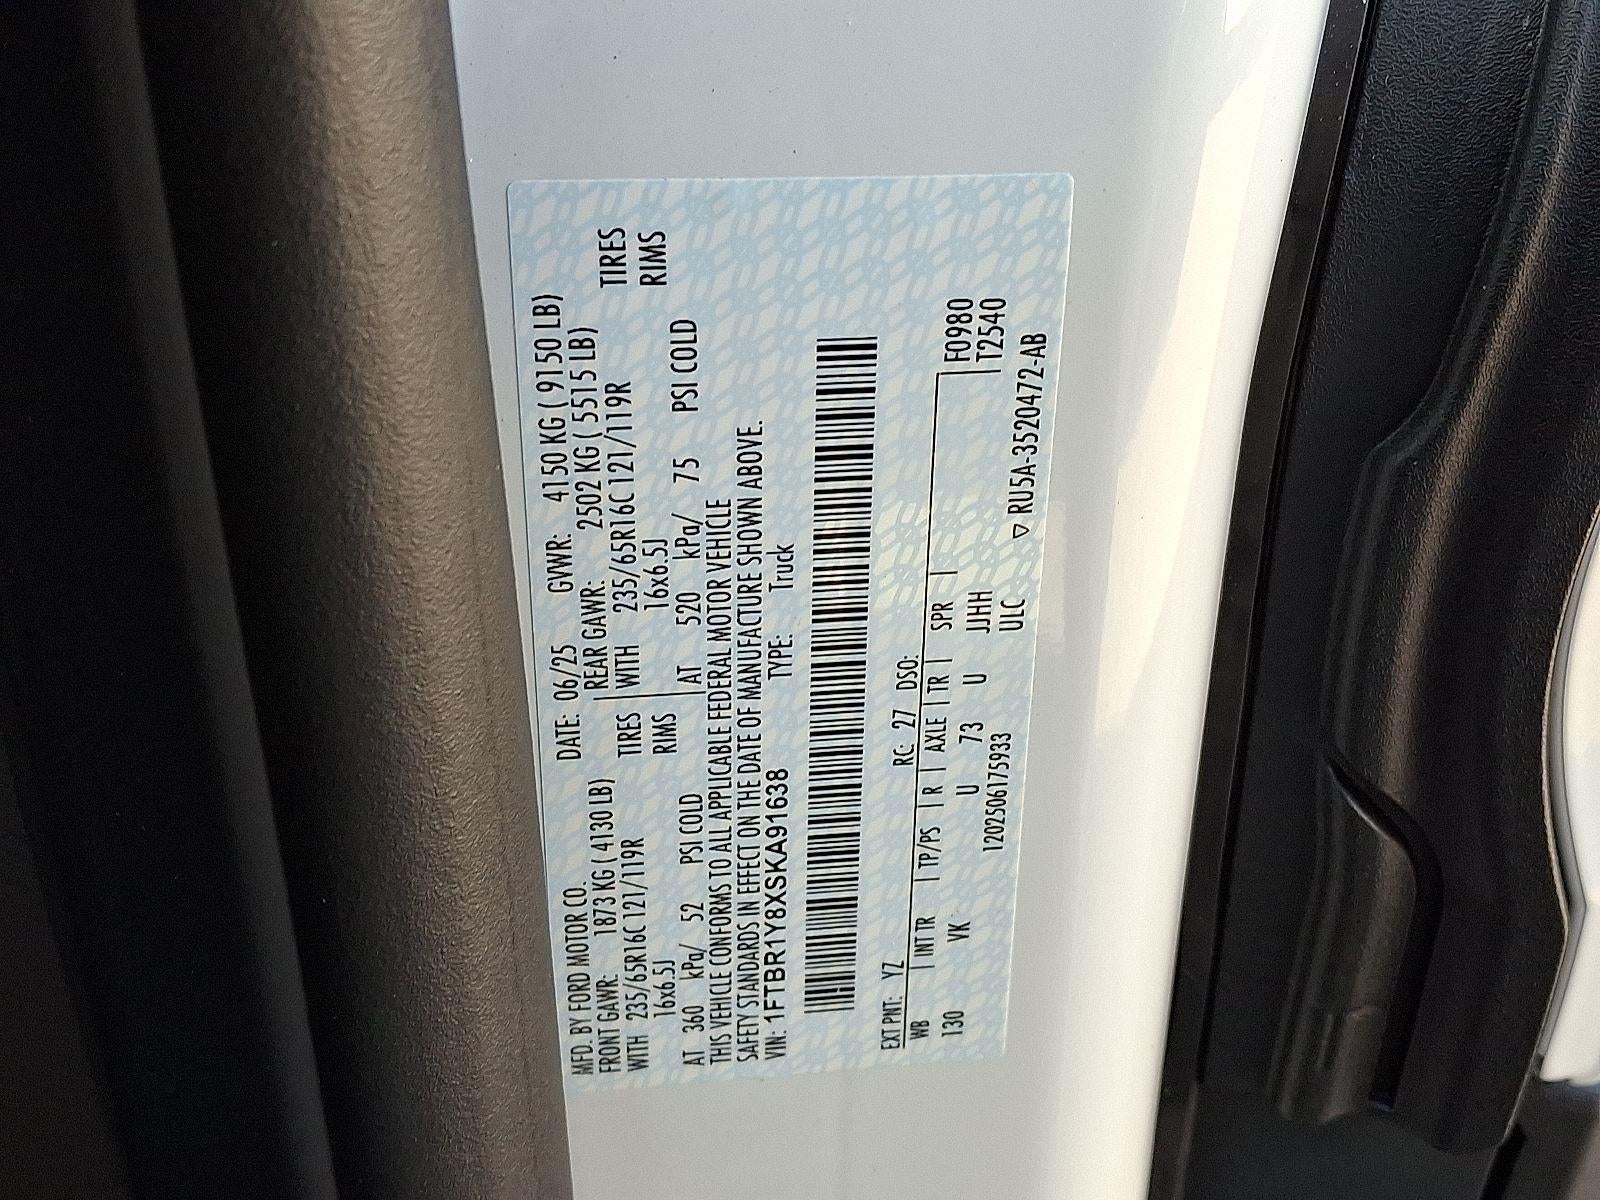 MFD. BY FORD MOTOR CO. DATE: 06/25 GVWR: 4150 KG ( 9150 LB)
FRONT GAWR: 1873 KG ( 4130 LB) REAR GAWR: 2502 KG ( 5515 LB)
WITH 235/65R16C 121/119R TIRES WITH 235/65R16C 121/119R TIRES
16x6.5J RIMS 16x6.5J RIMS
AT 360 kPa/ 52 PSI COLD AT 520 kPa/ 75 PSI COLD
THIS VEHICLE CONFORMS TO ALL APPLICABLE FEDERAL MOTOR VEHICLE
SAFETY STANDARDS IN EFFECT ON THE DATE OF MANUFACTURE SHOWN ABOVE.
VIN: 1FTBR1Y8XSKA91638 TYPE: Truck
EXT PNT: YZ RC: 27 DSO:
WB INT TR TP/PS R AXLE TR SPR F0980
130 VK U 73 U JJHH T2540
1202506175933 ULC ▽ RU5A-3520472-AB